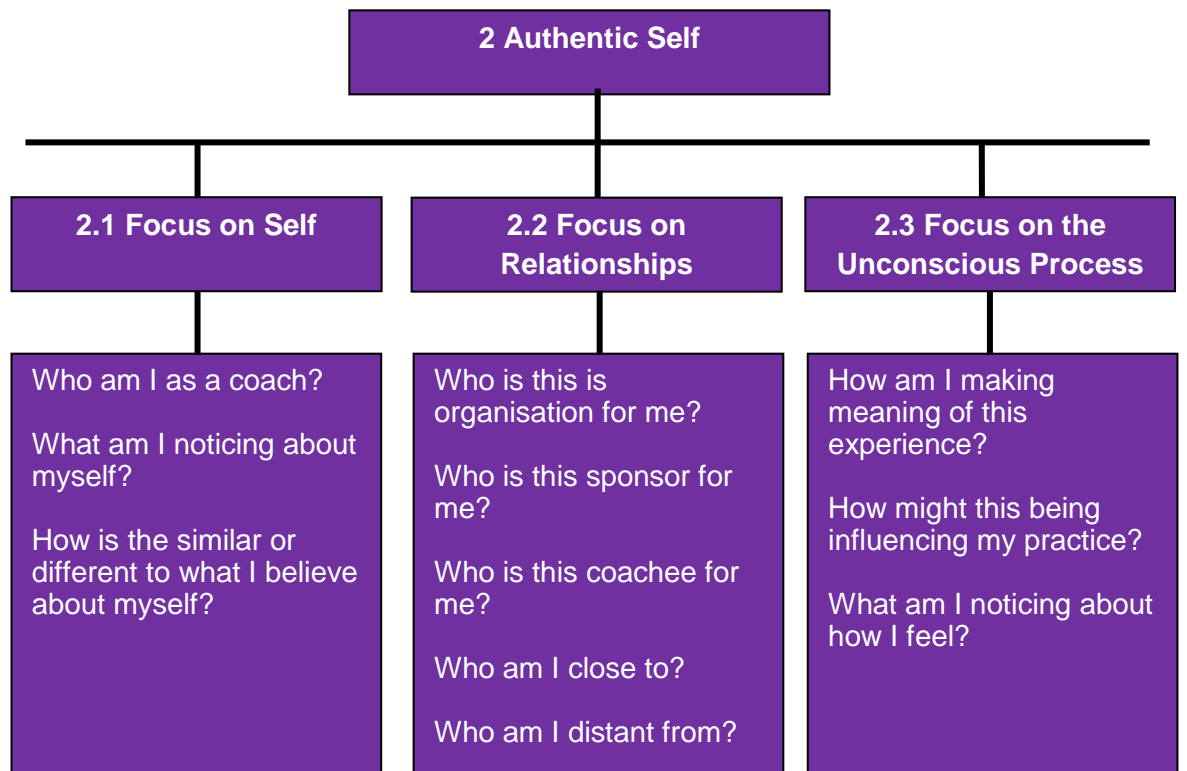 2 Authentic Self
2.1 Focus on Self
2.2 Focus on
Relationships
2.3 Focus on the
Unconscious Process
Who am I as a coach?
What am I noticing about
myself?
How is the similar or
different to what I believe
about myself?
Who is this is
organisation for me?
Who is this sponsor for
me?
Who is this coachee for
me?
Who am I close to?
Who am I distant from?
How am I making
meaning of this
experience?
How might this being
influencing my practice?
What am I noticing about
how I feel?